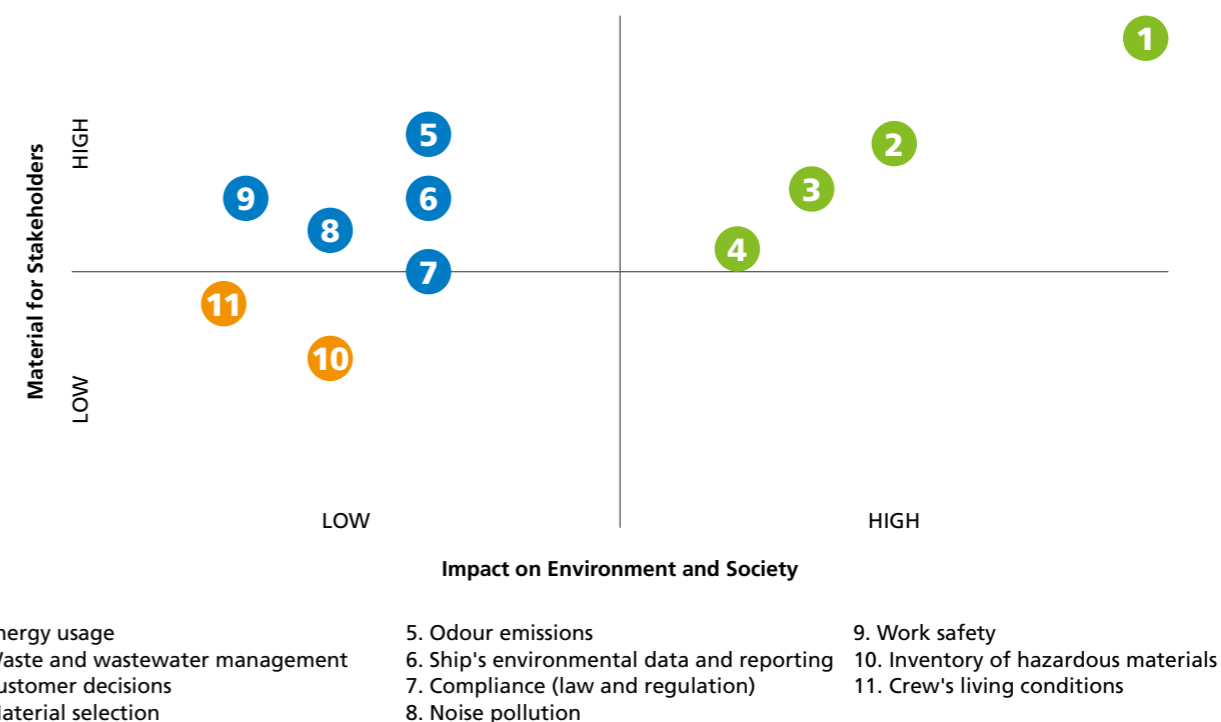 1
2
3
4
5
6
7
8
9
10
11
HIGH
LOW
Material for Stakeholders
LOW
HIGH
Impact on Environment and Society
nergy usage
Waste and wastewater management
ustomer decisions
Material selection
5. Odour emissions
6. Ship's environmental data and reporting
7. Compliance (law and regulation)
8. Noise pollution
9. Work safety
10. Inventory of hazardous materials
11. Crew's living conditions